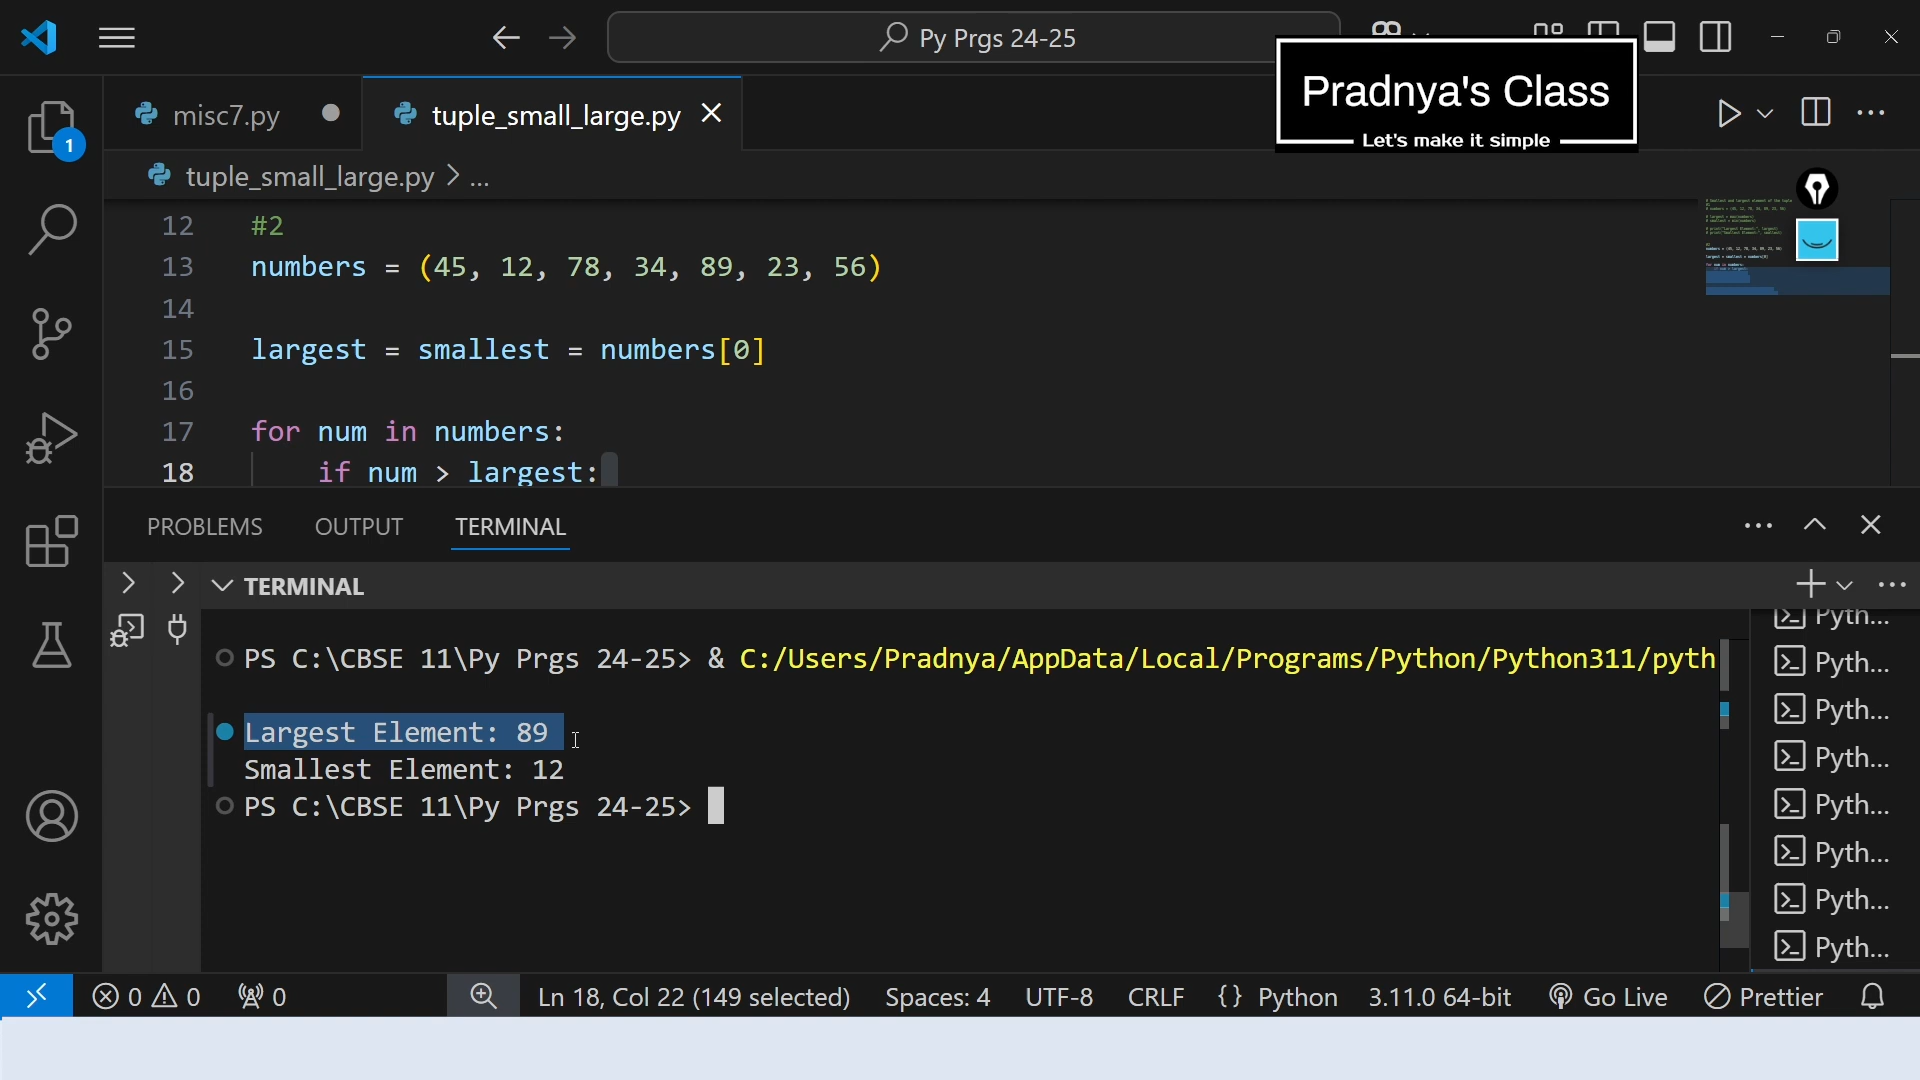 Py Prgs 24-25
Pradnya's Class
Let's make it simple
misc7.py
tuple_small_large.py
tuple_small_large.py > ...
1
12 #2
13 numbers = (45, 12, 78, 34, 89, 23, 56)
14
15 largest = smallest = numbers[0]
16
17 for num in numbers:
18 if num > largest:
PROBLEMS OUTPUT TERMINAL
TERMINAL
PS C:\CBSE 11\Py Prgs 24-25> & C:/Users/Pradnya/AppData/Local/Programs/Python/Python311/pyth
Largest Element: 89
Smallest Element: 12
PS C:\CBSE 11\Py Prgs 24-25>
Pyth...
Pyth...
Pyth...
Pyth...
Pyth...
Pyth...
Pyth...
Pyth...
0 0 0 Ln 18, Col 22 (149 selected) Spaces: 4 UTF-8 CRLF {} Python 3.11.0 64-bit Go Live Prettier